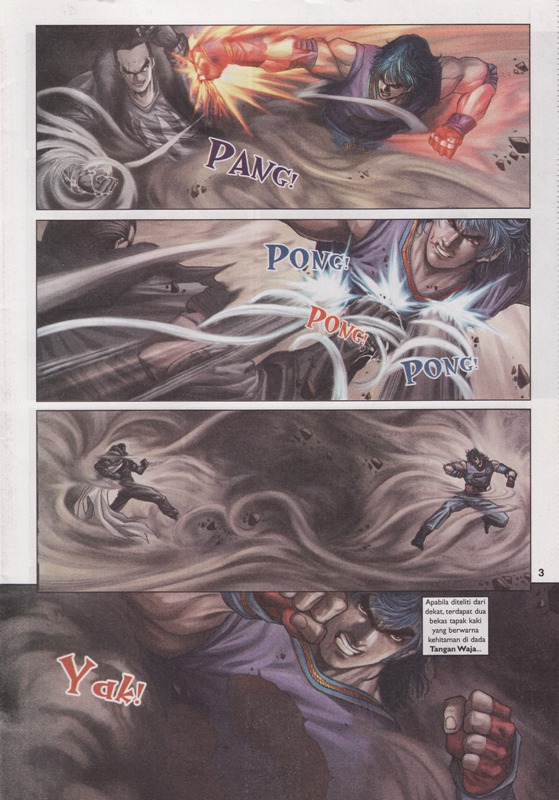 PANG!
PONG!
PONG!
PONG!
3
Apabila diteliti dari
dekat, terdapat dua
bekas tapak kaki
yang berwarna
kehitaman di dada
Tangan Waja...
Yak!